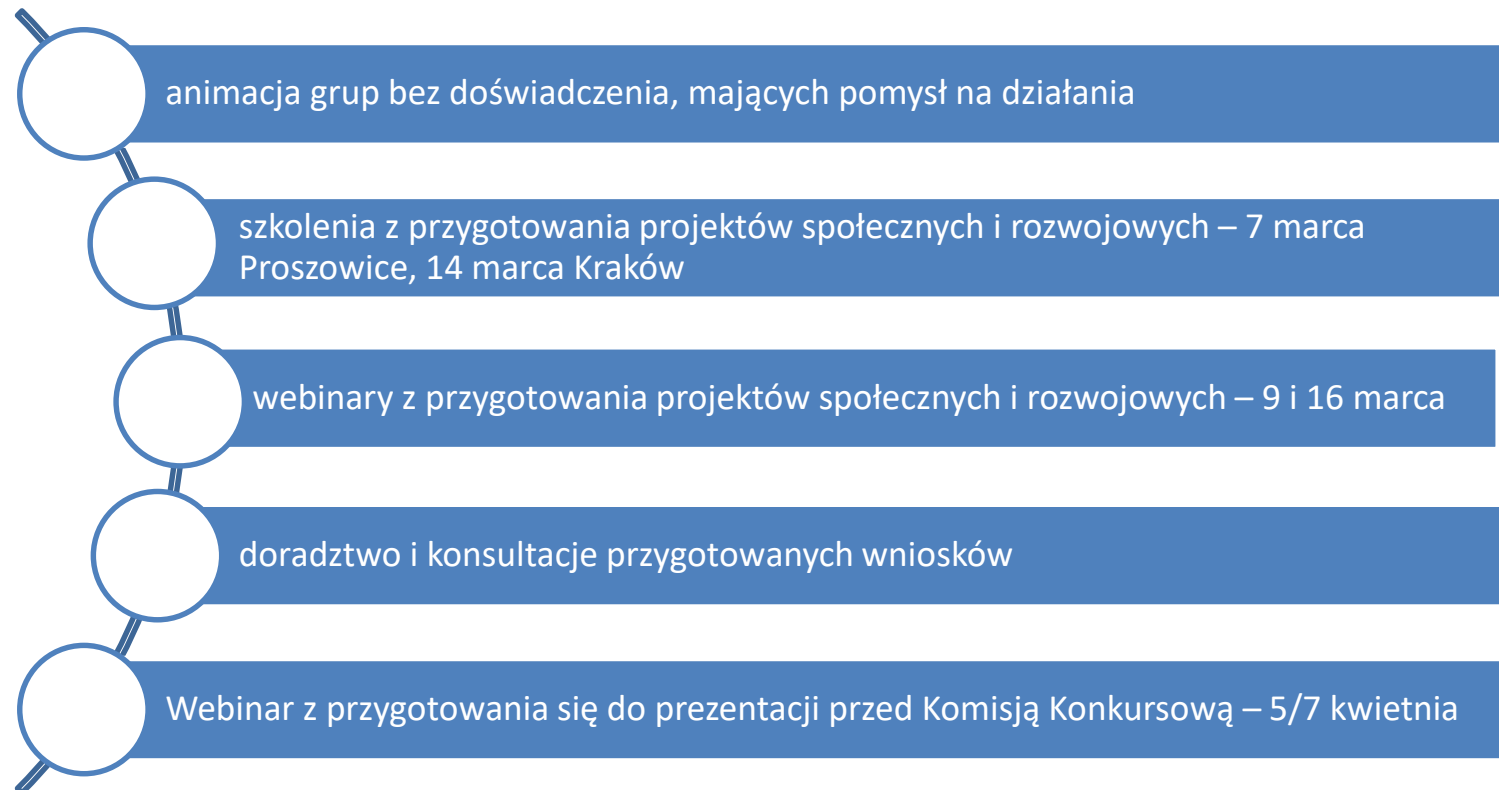 animacja grup bez doświadczenia, mających pomysł na działania
szkolenia z przygotowania projektów społecznych i rozwojowych – 7 marca
Proszowice, 14 marca Kraków
webinary z przygotowania projektów społecznych i rozwojowych – 9 i 16 marca
doradztwo i konsultacje przygotowanych wniosków
Webinar z przygotowania się do prezentacji przed Komisją Konkursową – 5/7 kwietnia